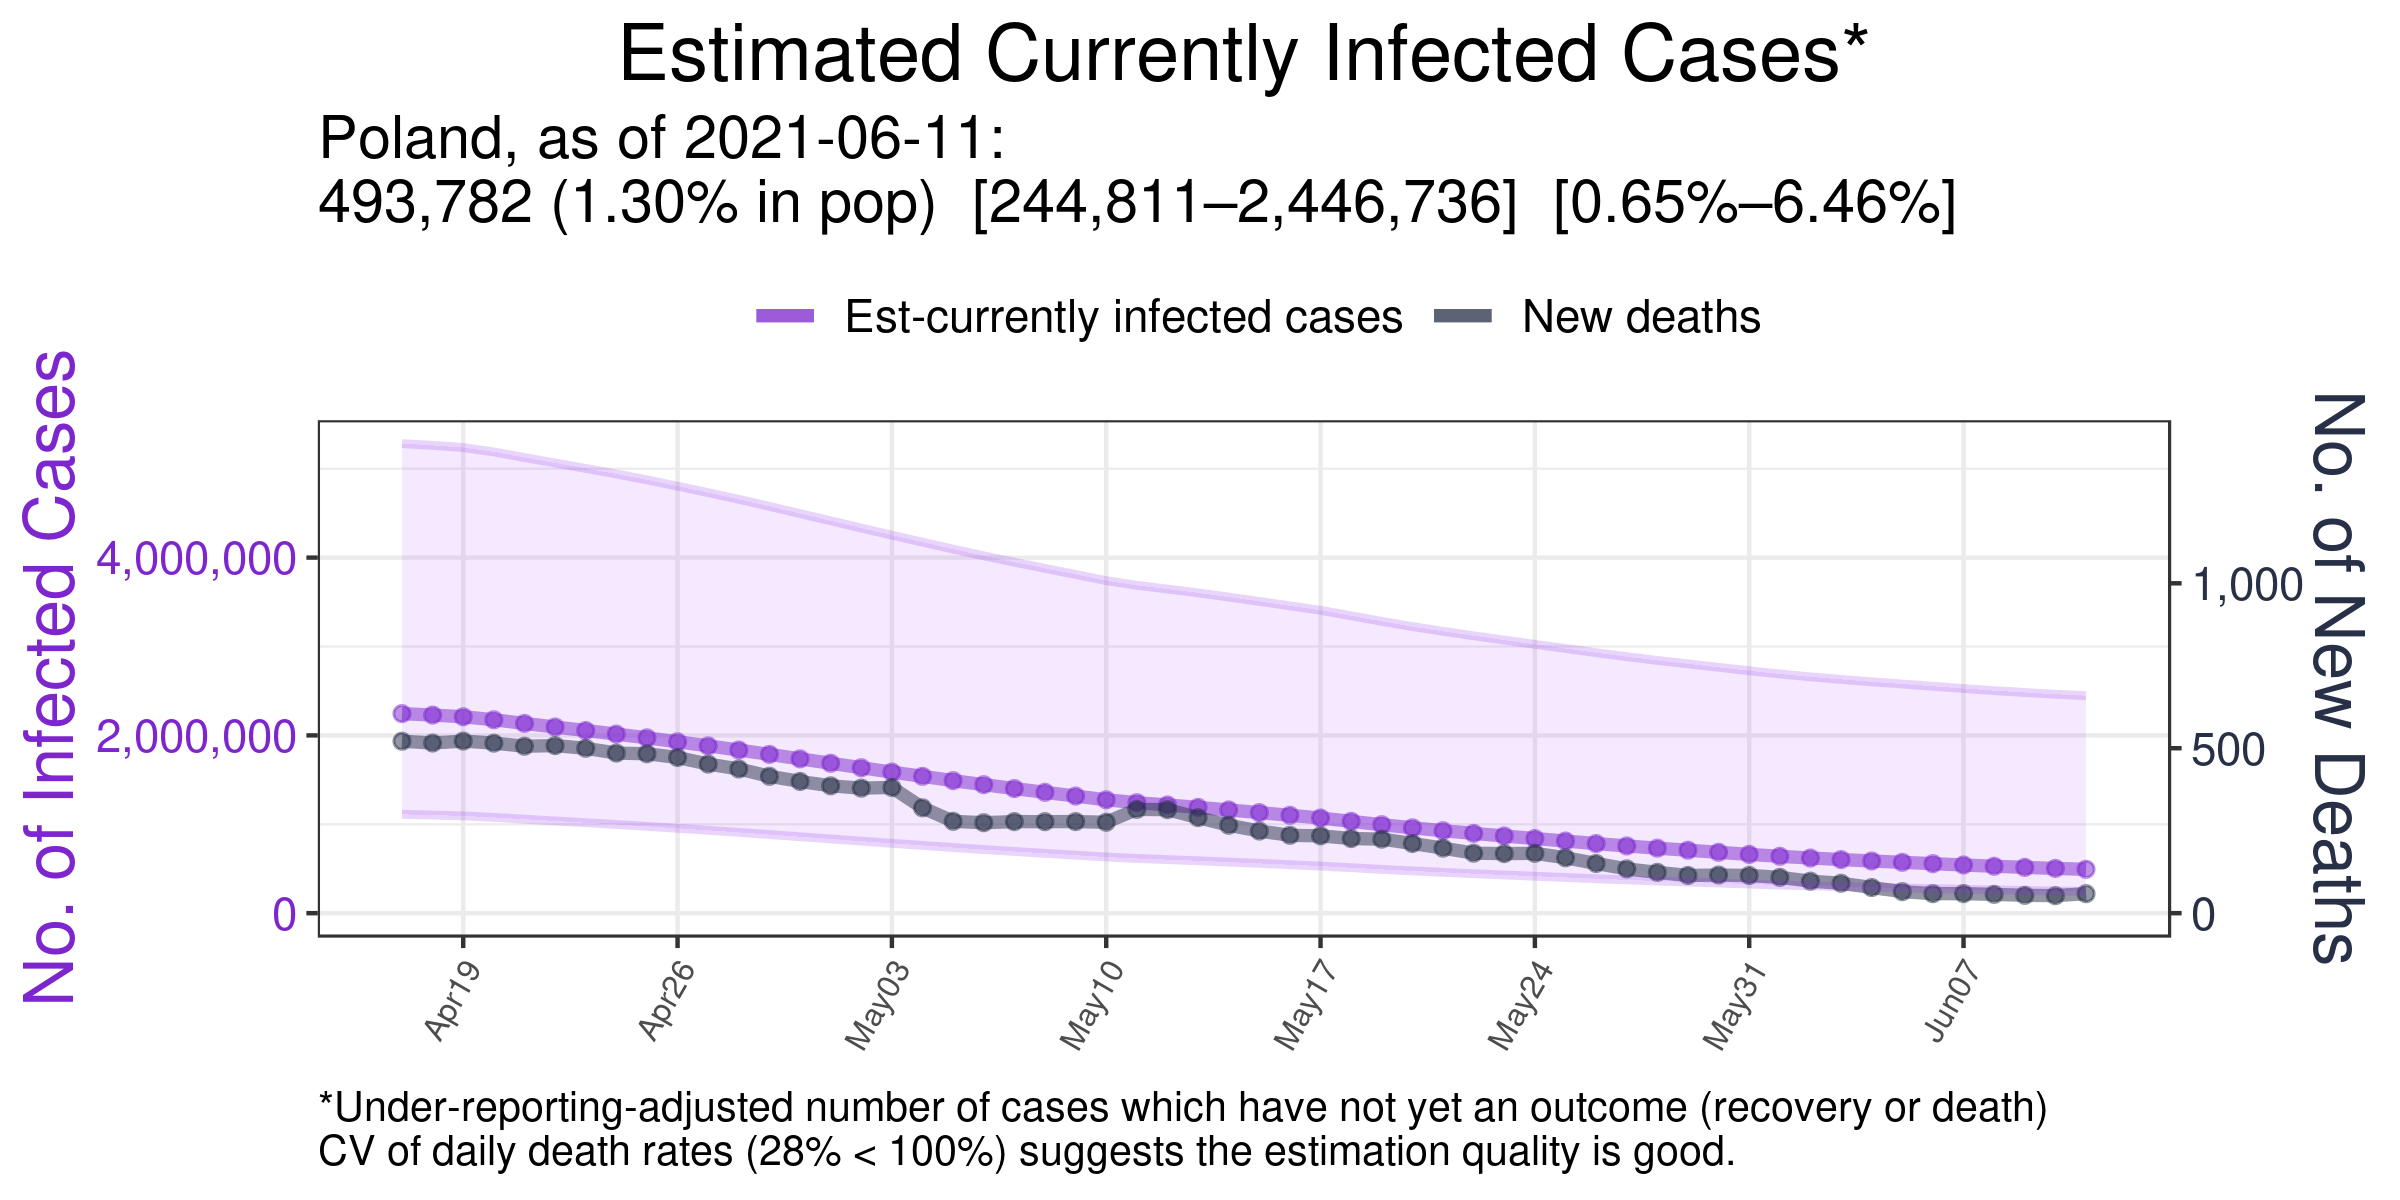 Estimated Currently Infected Cases*
Poland, as of 2021-06-11:
493,782 (1.30% in pop) [244,811–2,446,736] [0.65%–6.46%]
Est-currently infected cases
New deaths
No. of Infected Cases
4,000,000
2,000,000
0
1,000
500
0
No. of New Deaths
Apr19
Apr26
May03
May10
May17
May24
May31
Jun07
*Under-reporting-adjusted number of cases which have not yet an outcome (recovery or death)
CV of daily death rates (28% < 100%) suggests the estimation quality is good.